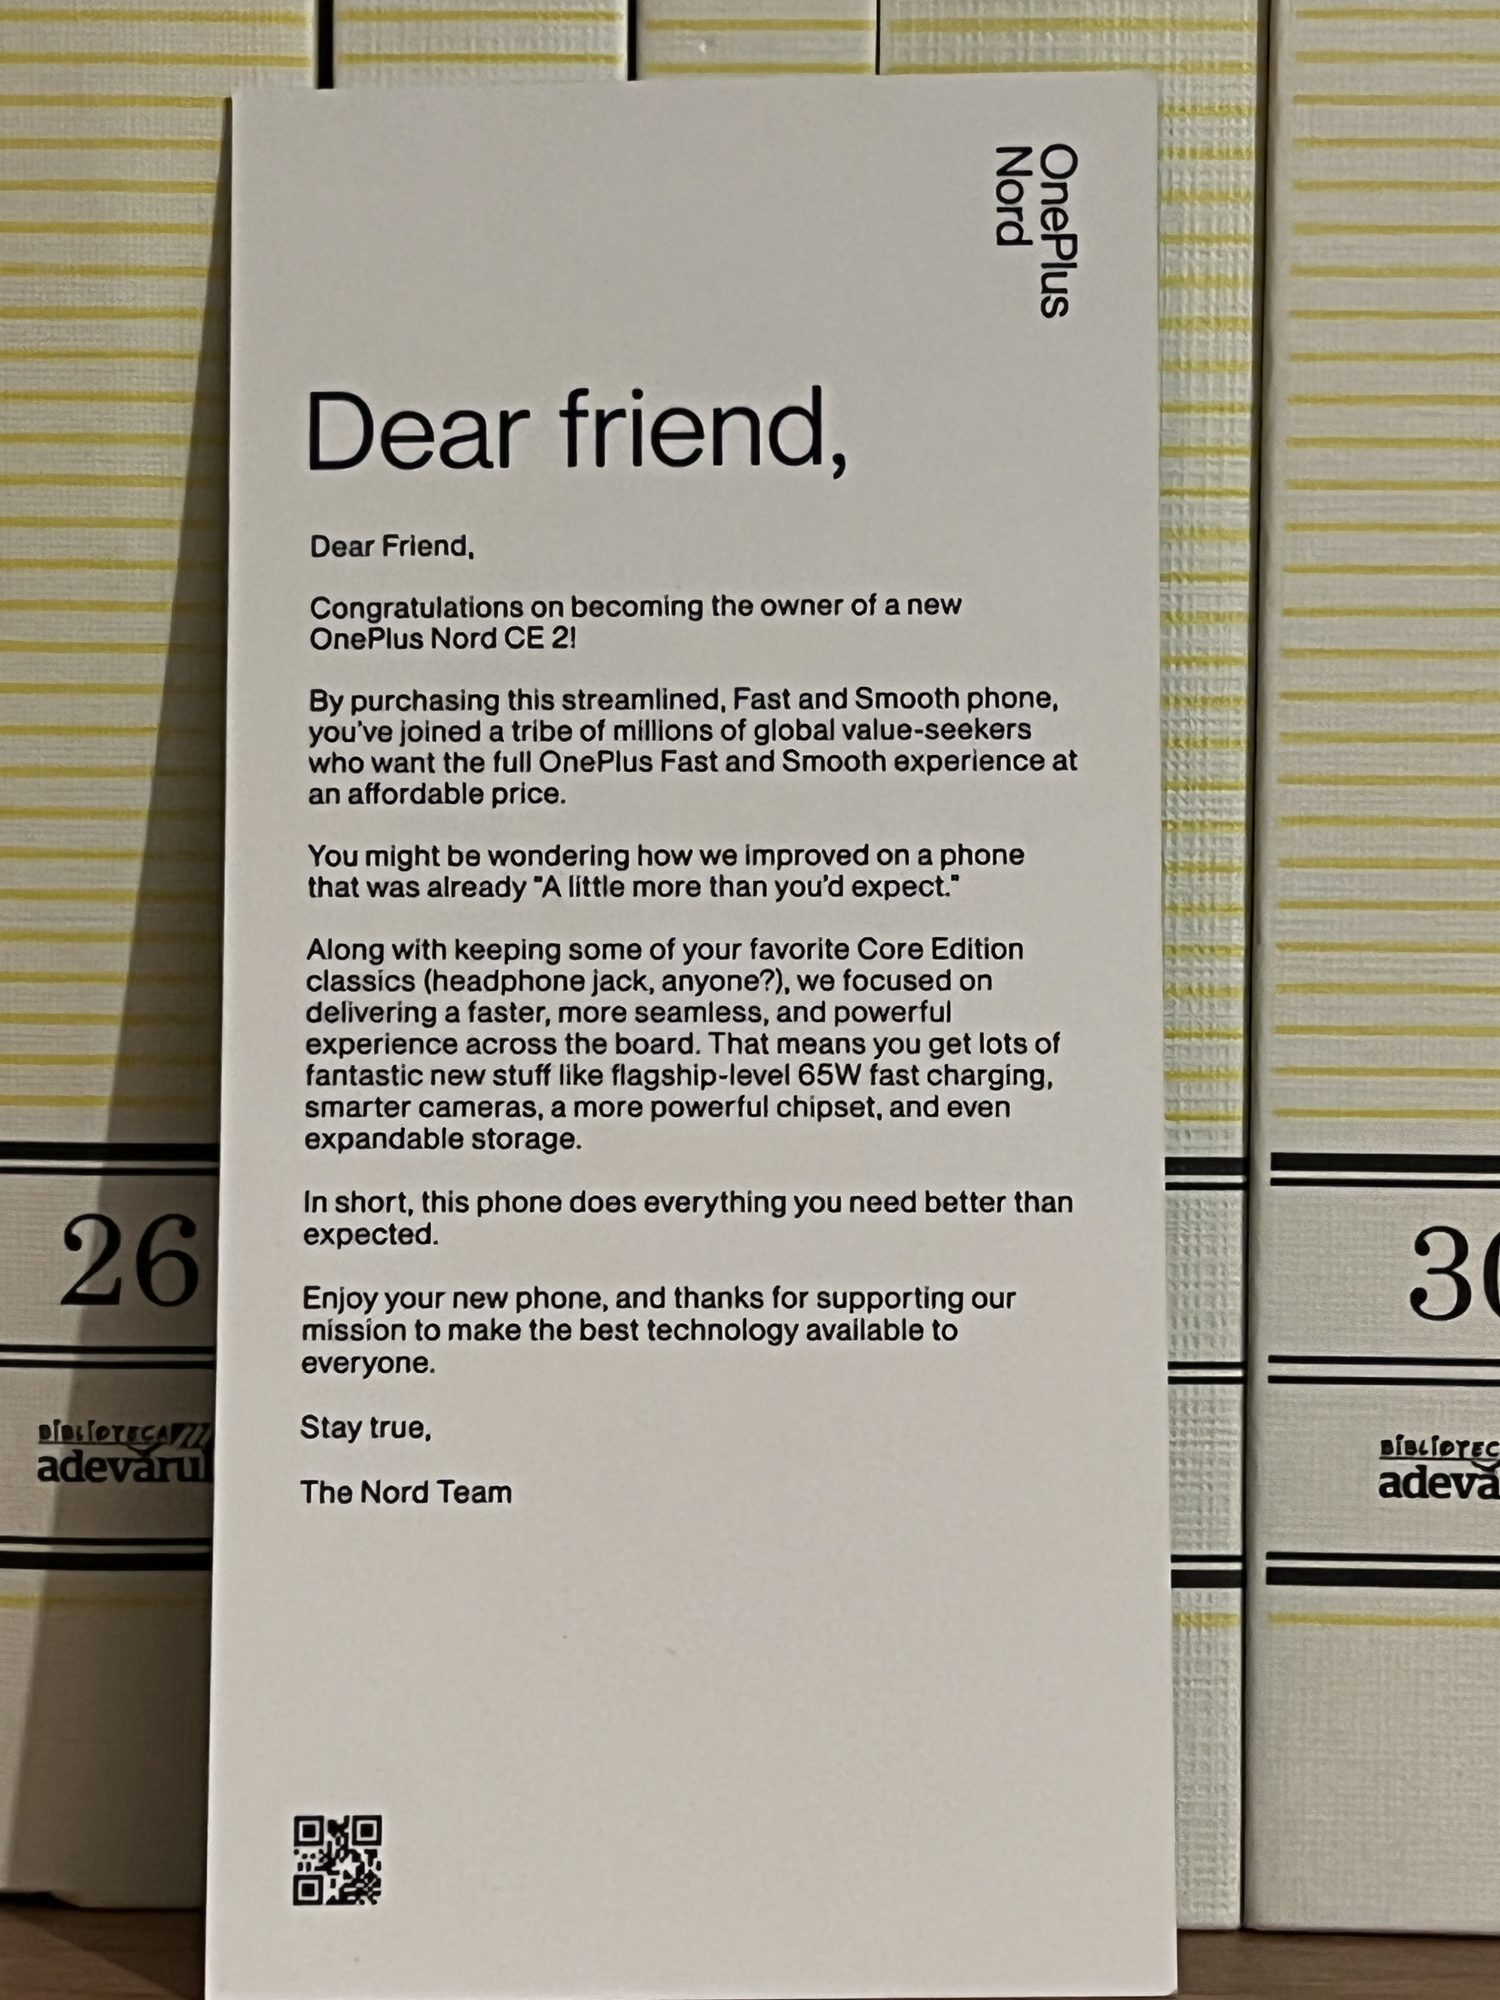 OnePlus
Nord
Dear friend,
Dear Friend,
Congratulations on becoming the owner of a new
OnePlus Nord CE 2!
By purchasing this streamlined, Fast and Smooth phone,
you've joined a tribe of millions of global value-seekers
who want the full OnePlus Fast and Smooth experience at
an affordable price.
You might be wondering how we improved on a phone
that was already "A little more than you'd expect."
Along with keeping some of your favorite Core Edition
classics (headphone jack, anyone?), we focused on
delivering a faster, more seamless, and powerful
experience across the board. That means you get lots of
fantastic new stuff like flagship-level 65W fast charging,
smarter cameras, a more powerful chipset, and even
expandable storage.
In short, this phone does everything you need better than
expected.
Enjoy your new phone, and thanks for supporting our
mission to make the best technology available to
everyone.
Stay true,
The Nord Team
26
BIBLIOTECA
adevărul